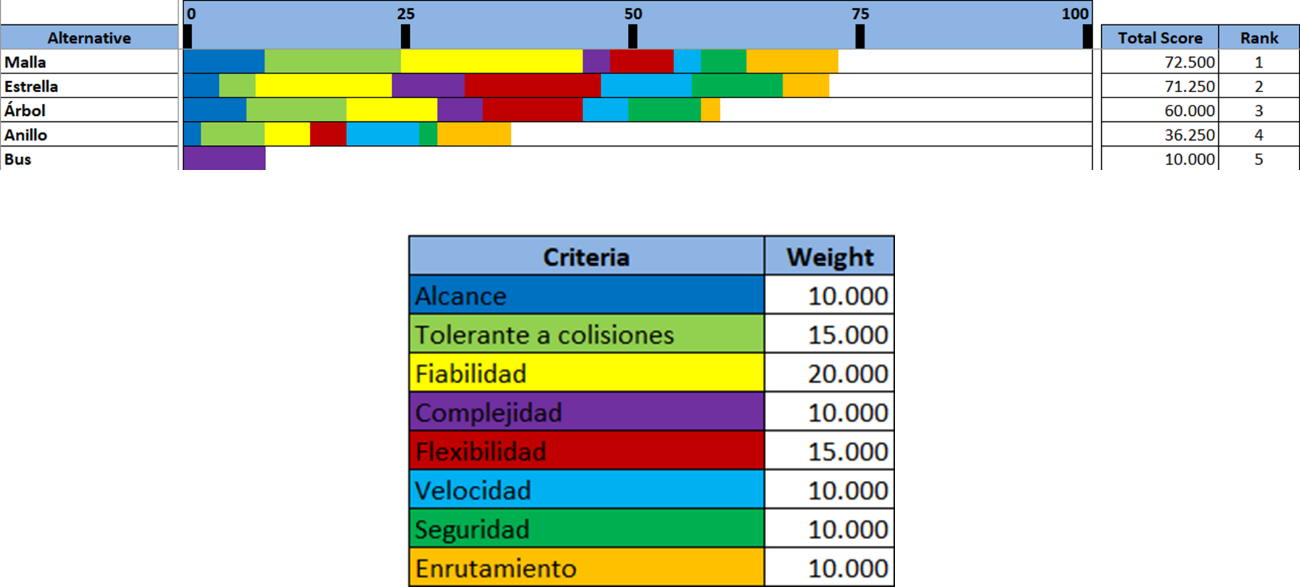 0 25 50 75 100
Alternative Total Score Rank
Malla 72.500 1
Estrella 71.250 2
Árbol 60.000 3
Anillo 36.250 4
Bus 10.000 5
Criteria Weight
Alcance 10.000
Tolerante a colisiones 15.000
Fiabilidad 20.000
Complejidad 10.000
Flexibilidad 15.000
Velocidad 10.000
Seguridad 10.000
Enrutamiento 10.000